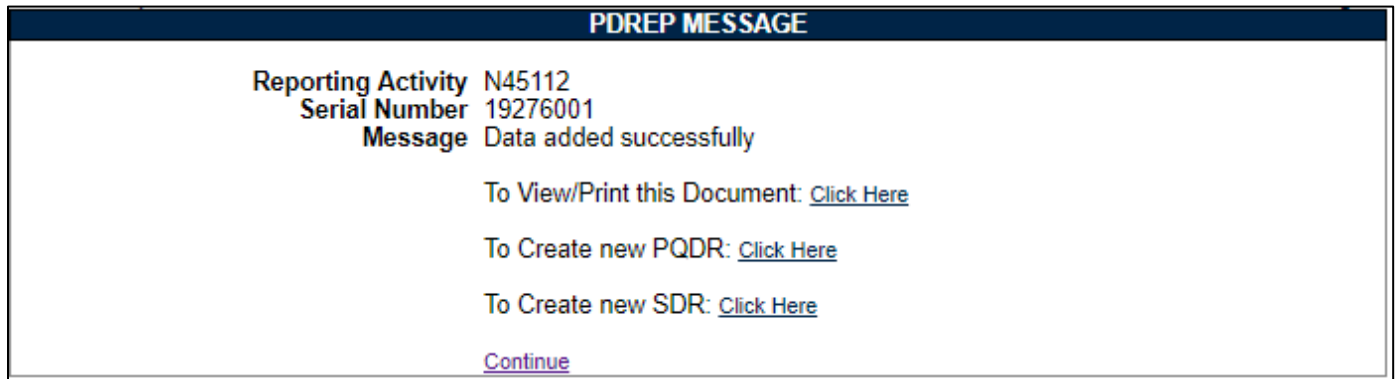 PDREP MESSAGE
Reporting Activity N45112
Serial Number 19276001
Message Data added successfully
To View/Print this Document: Click Here
To Create new PQDR: Click Here
To Create new SDR: Click Here
Continue